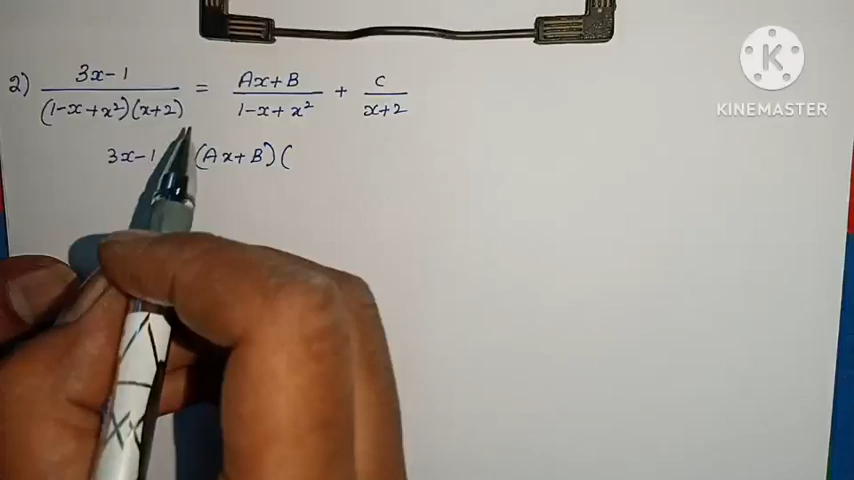 2) 3x-1 / (1-x+x²)(x+2) = Ax+B / 1-x+x² + C / x+2
3x-1 (Ax+B)(
KINEMASTER